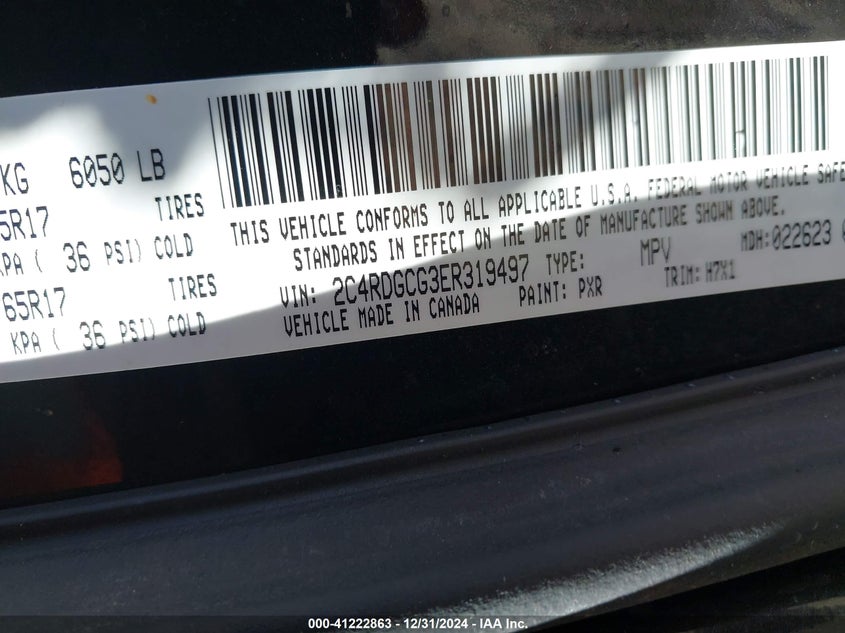 KG 6050 LB
5R17 TIRES
KPA ( 36 PSI) COLD
65R17 TIRES
KPA ( 36 PSI) COLD
THIS VEHICLE CONFORMS TO ALL APPLICABLE U.S.A. FEDERAL MOTOR VEHICLE SAFE
STANDARDS IN EFFECT ON THE DATE OF MANUFACTURE SHOWN ABOVE.
VIN: 2C4RDGCG3ER319497 TYPE: MPV MDH:022623 0
VEHICLE MADE IN CANADA PAINT: PXR TRIM: H7X1
000-41222863 - 12/31/2024 - IAA Inc.